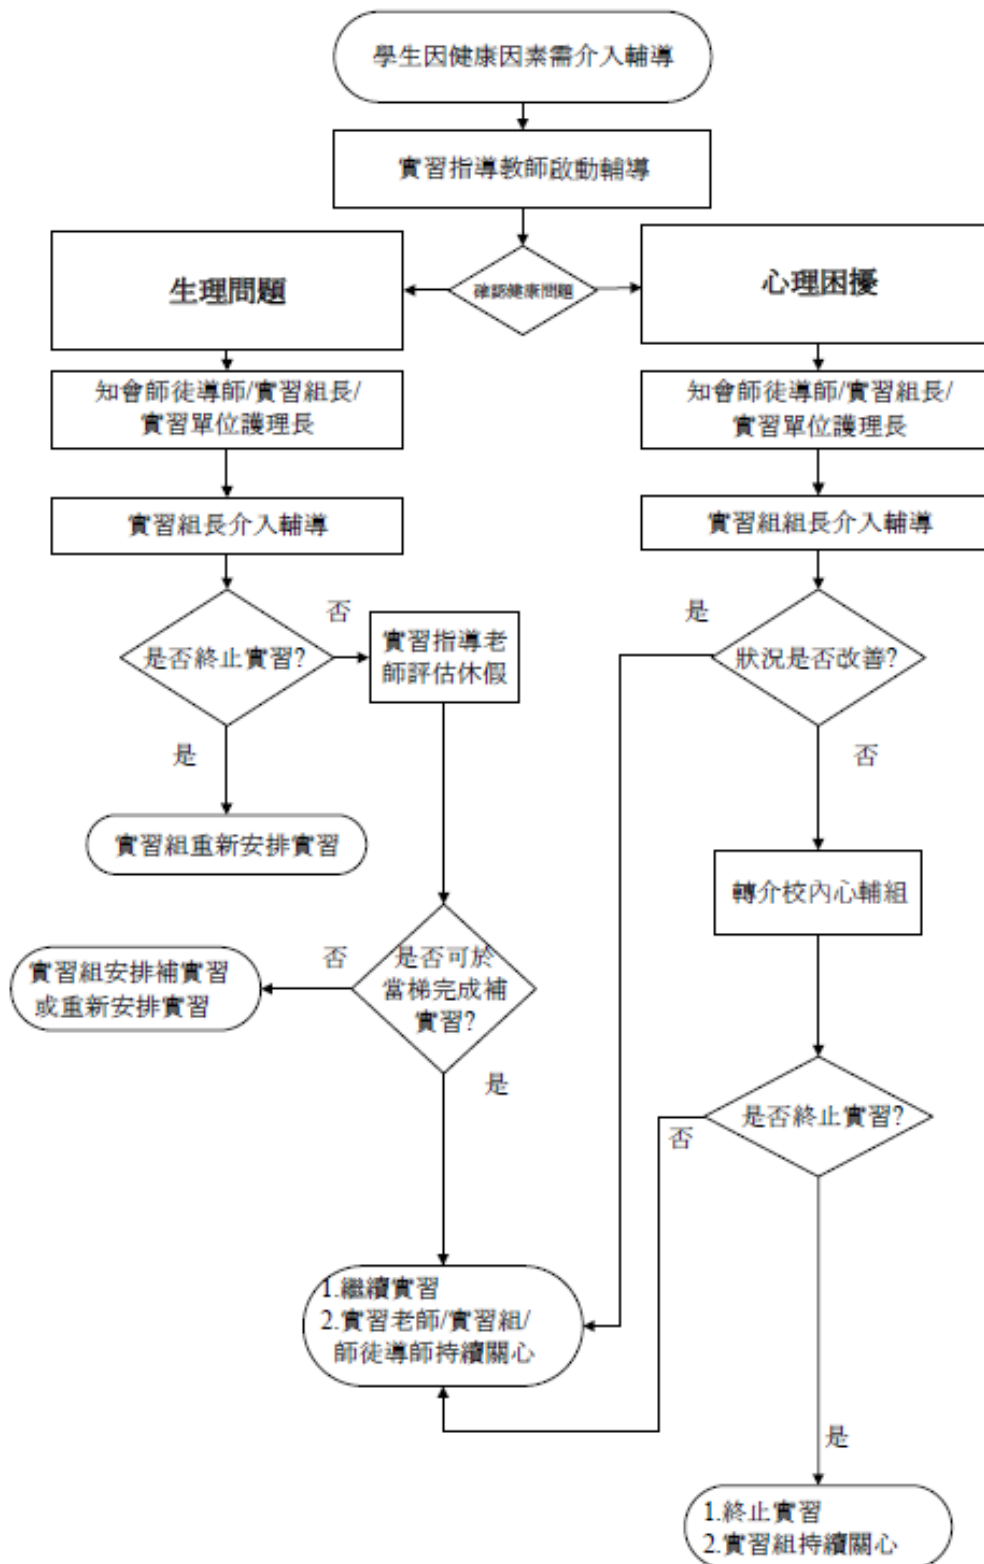 學生因健康因素需介入輔導
實習指導教師啟動輔導
確認健康問題
生理問題
心理困擾
知會師徒導師/實習組長/
實習單位護理長
知會師徒導師/實習組長/
實習單位護理長
實習組長介入輔導
實習組組長介入輔導
是否終止實習?
否
實習指導老
師評估休假
是
狀況是否改善?
是
否
實習組重新安排實習
轉介校內心輔組
是否可於
當梯完成補
實習?
否
實習組安排補實習
或重新安排實習
是
是否終止實習?
否
1.繼續實習
2.實習老師/實習組/
師徒導師持續關心
是
1.終止實習
2.實習組持續關心